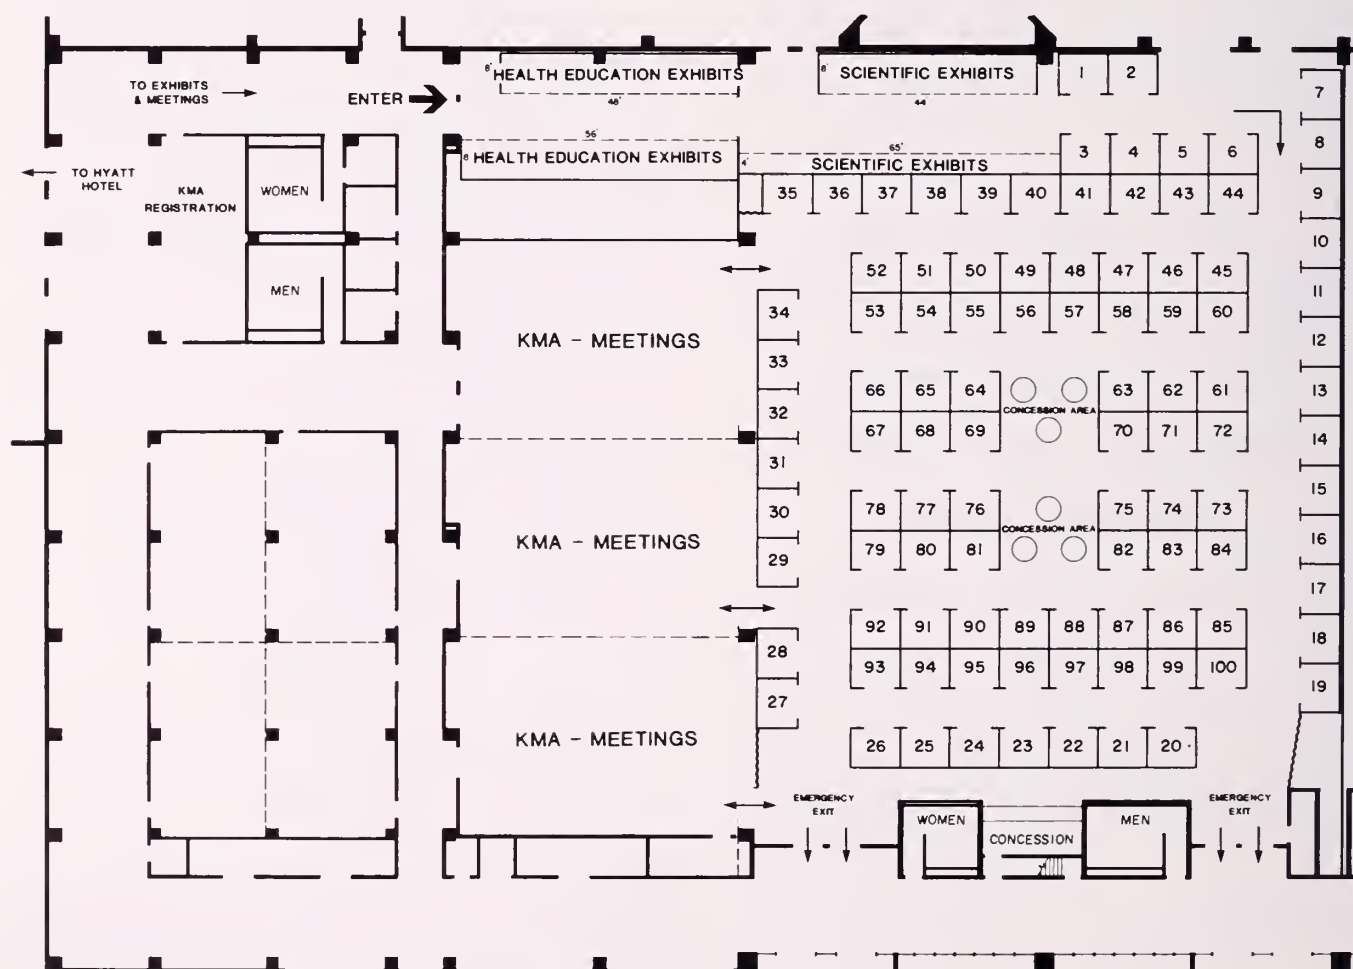 8' HEALTH EDUCATION EXHIBITS
48'
8' SCIENTIFIC EXHIBITS
44'
1 2
TO EXHIBITS
& MEETINGS
ENTER
7
56'
8' HEALTH EDUCATION EXHIBITS
65'
4' SCIENTIFIC EXHIBITS
3 4 5 6
8
TO HYATT
HOTEL
KMA
REGISTRATION
WOMEN
35 36 37 38 39 40 41 42 43 44
9
10
MEN
52 51 50 49 48 47 46 45
11
34
53 54 55 56 57 58 59 60
KMA - MEETINGS
12
33
66 65 64
63 62 61
13
32
CONCESSION AREA
67 68 69
70 71 72
14
31
15
30
78 77 76
75 74 73
KMA - MEETINGS
CONCESSION AREA
16
29
79 80 81
82 83 84
17
92 91 90 89 88 87 86 85
18
28
93 94 95 96 97 98 99 100
19
27
KMA - MEETINGS
26 25 24 23 22 21 20
EMERGENCY
EXIT
WOMEN
CONCESSION
MEN
EMERGENCY
EXIT